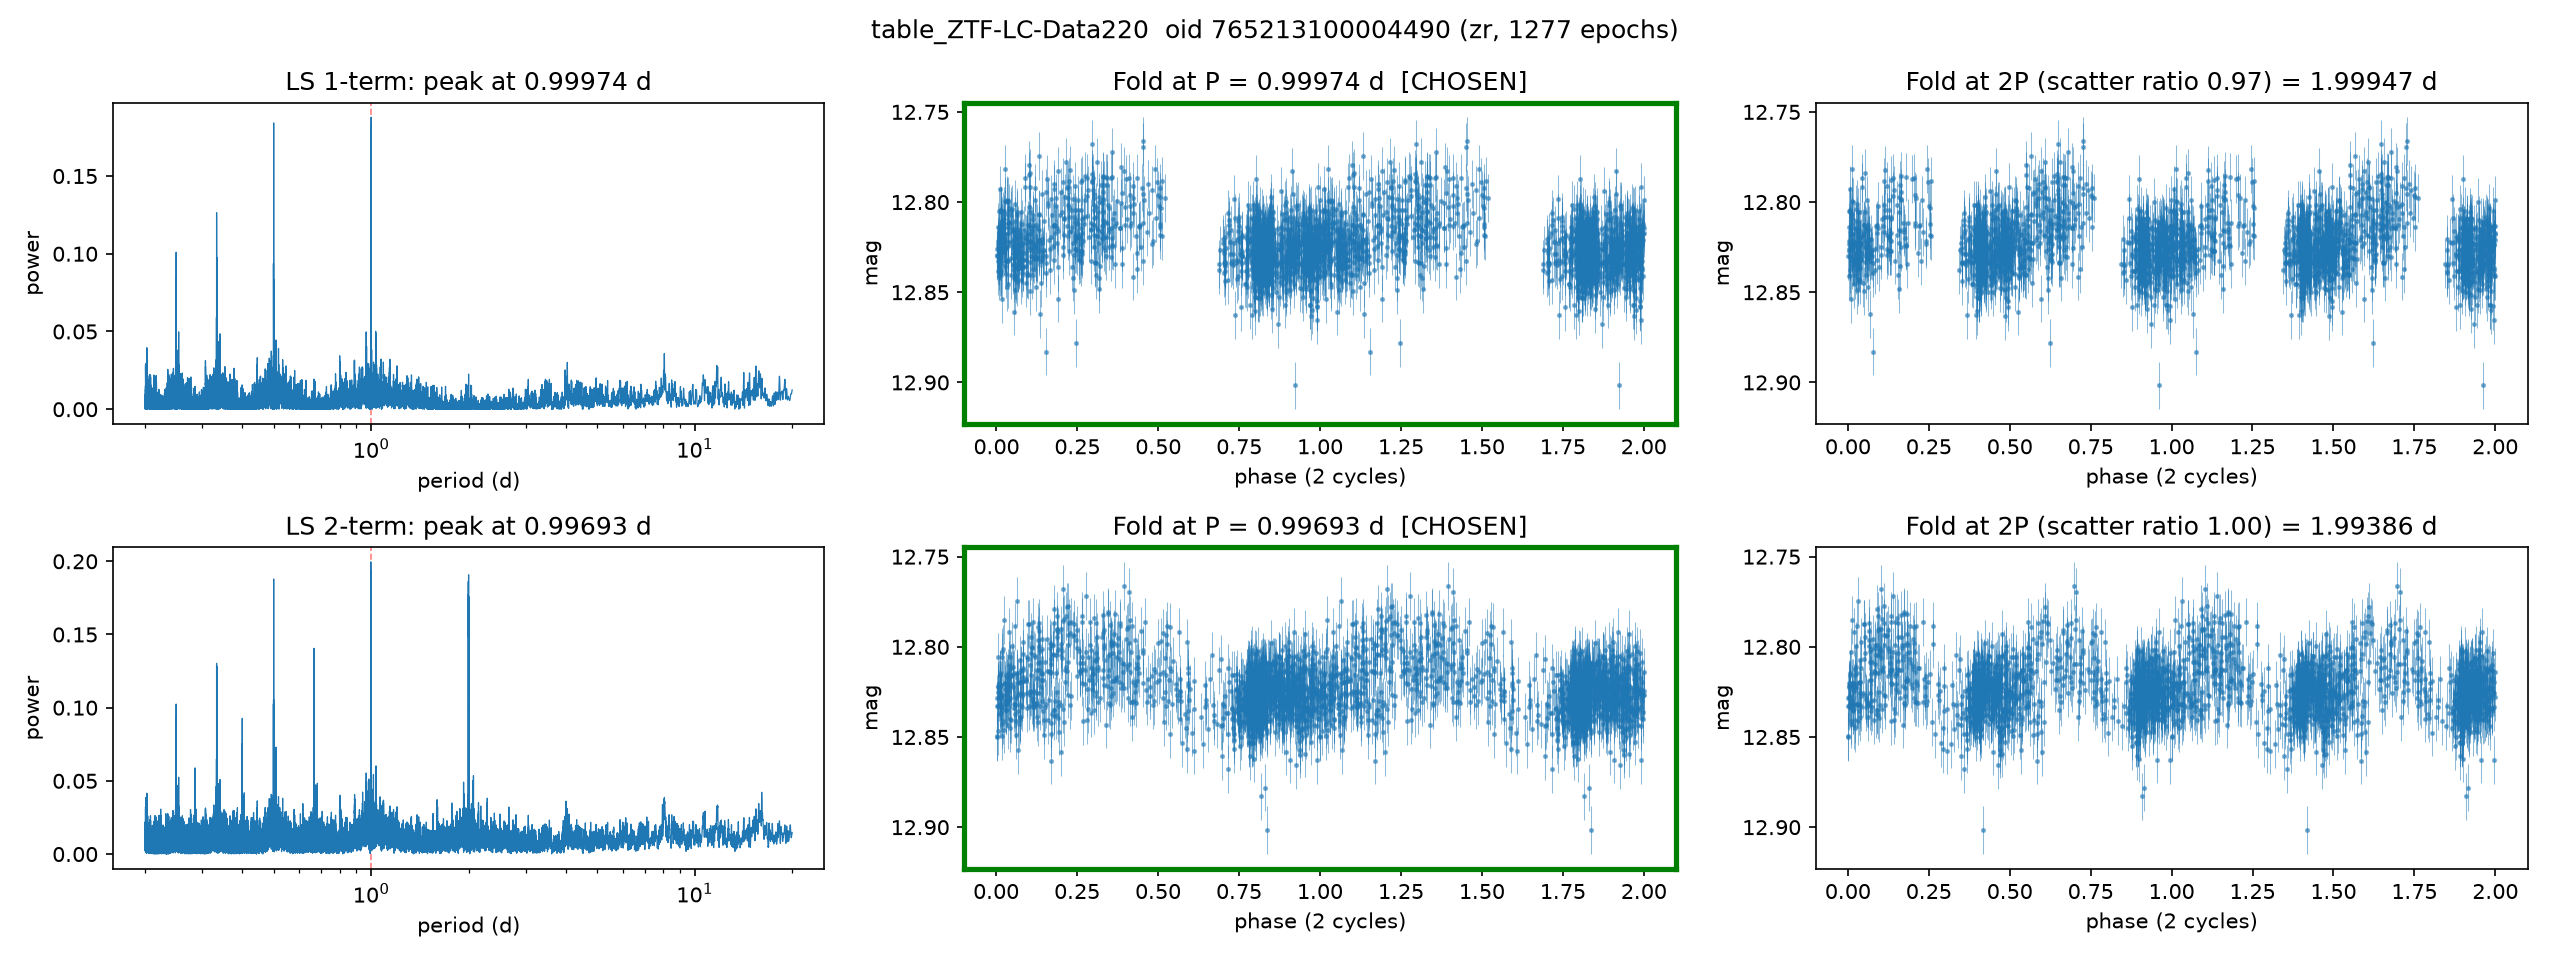 table_ZTF-LC-Data220  oid 765213100004490 (zr, 1277 epochs)
LS 1-term: peak at 0.99974 d
power
0.15
0.10
0.05
0.00
10⁰
10¹
period (d)
Fold at P = 0.99974 d  [CHOSEN]
mag
12.75
12.80
12.85
12.90
0.00 0.25 0.50 0.75 1.00 1.25 1.50 1.75 2.00
phase (2 cycles)
Fold at 2P (scatter ratio 0.97) = 1.99947 d
mag
12.75
12.80
12.85
12.90
0.00 0.25 0.50 0.75 1.00 1.25 1.50 1.75 2.00
phase (2 cycles)
LS 2-term: peak at 0.99693 d
power
0.20
0.15
0.10
0.05
0.00
10⁰
10¹
period (d)
Fold at P = 0.99693 d  [CHOSEN]
mag
12.75
12.80
12.85
12.90
0.00 0.25 0.50 0.75 1.00 1.25 1.50 1.75 2.00
phase (2 cycles)
Fold at 2P (scatter ratio 1.00) = 1.99386 d
mag
12.75
12.80
12.85
12.90
0.00 0.25 0.50 0.75 1.00 1.25 1.50 1.75 2.00
phase (2 cycles)